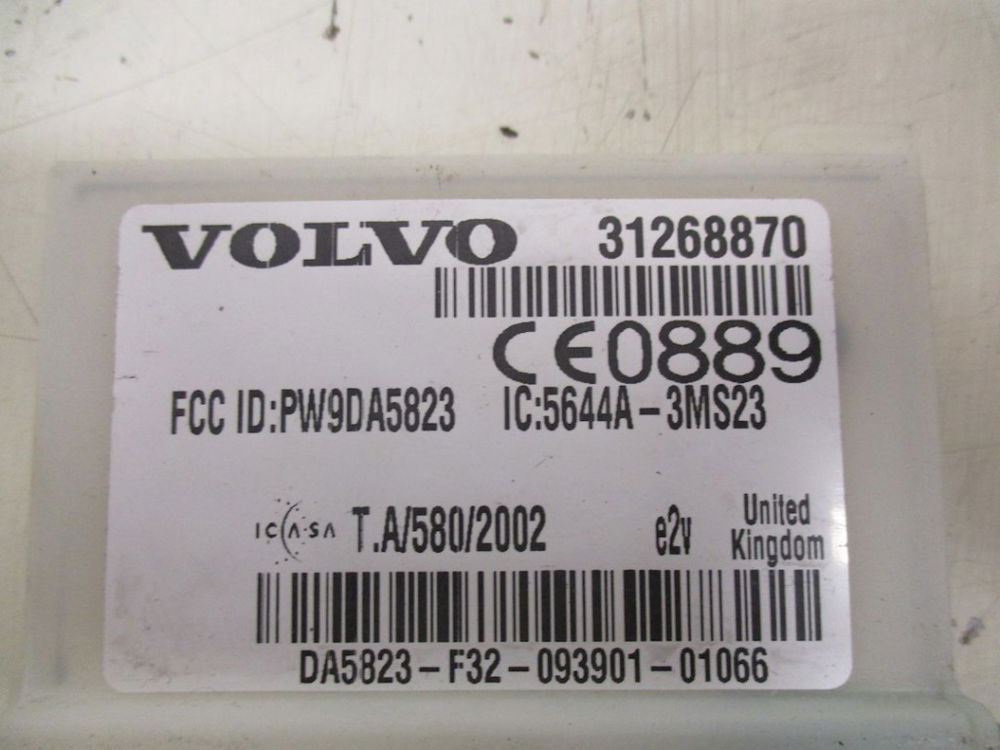 VOLVO 31268870
CE0889
FCC ID:PW9DA5823 IC:5644A-3MS23
ICASA T.A/580/2002 e2v United Kingdom
DA5823-F32-093901-01066